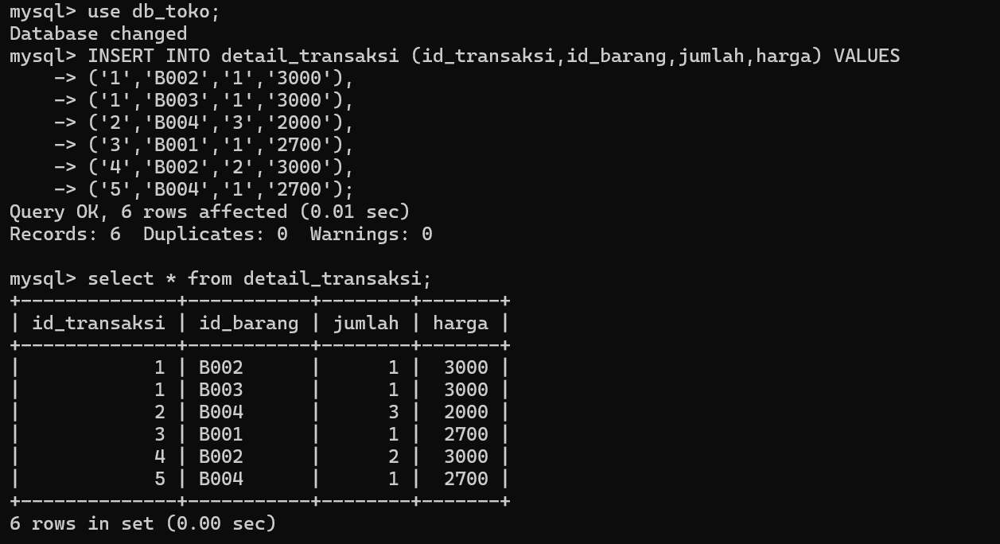 mysql> use db_toko;
Database changed
mysql> INSERT INTO detail_transaksi (id_transaksi,id_barang,jumlah,harga) VALUES
    -> ('1','B002','1','3000'),
    -> ('1','B003','1','3000'),
    -> ('2','B004','3','2000'),
    -> ('3','B001','1','2700'),
    -> ('4','B002','2','3000'),
    -> ('5','B004','1','2700');
Query OK, 6 rows affected (0.01 sec)
Records: 6  Duplicates: 0  Warnings: 0

mysql> select * from detail_transaksi;
+--------------+-----------+--------+-------+
| id_transaksi | id_barang | jumlah | harga |
+--------------+-----------+--------+-------+
|            1 | B002      |      1 |  3000 |
|            1 | B003      |      1 |  3000 |
|            2 | B004      |      3 |  2000 |
|            3 | B001      |      1 |  2700 |
|            4 | B002      |      2 |  3000 |
|            5 | B004      |      1 |  2700 |
+--------------+-----------+--------+-------+
6 rows in set (0.00 sec)